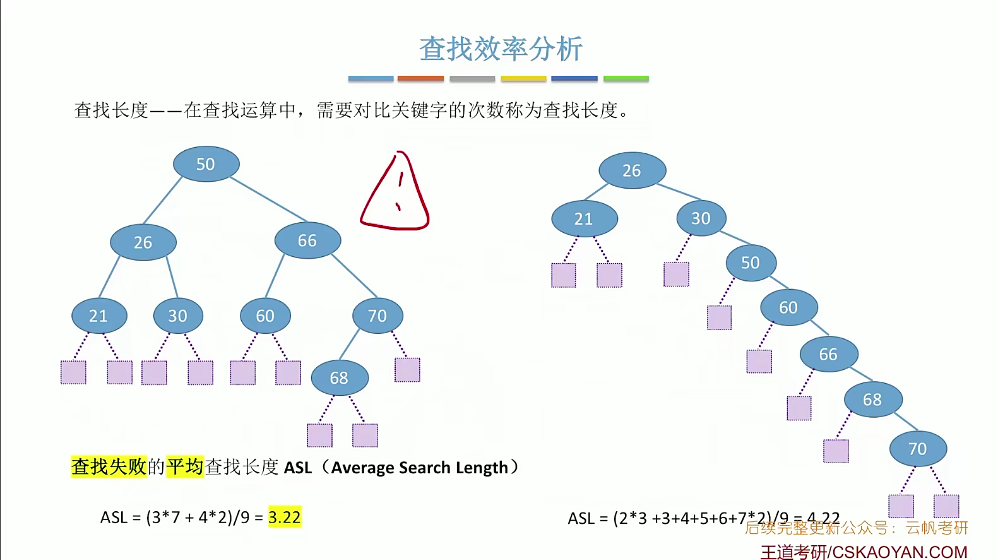 查找效率分析
查找长度——在查找运算中，需要对比关键字的次数称为查找长度。
50
26
66
21
30
60
70
68
26
21
30
50
60
66
68
70
查找失败的平均查找长度 ASL（Average Search Length）
ASL = (3*7 + 4*2)/9 = 3.22
ASL = (2*3 +3+4+5+6+7*2)/9 = 4.22
后续完整更新公众号：云帆考研
王道考研/CSKAOYAN.COM